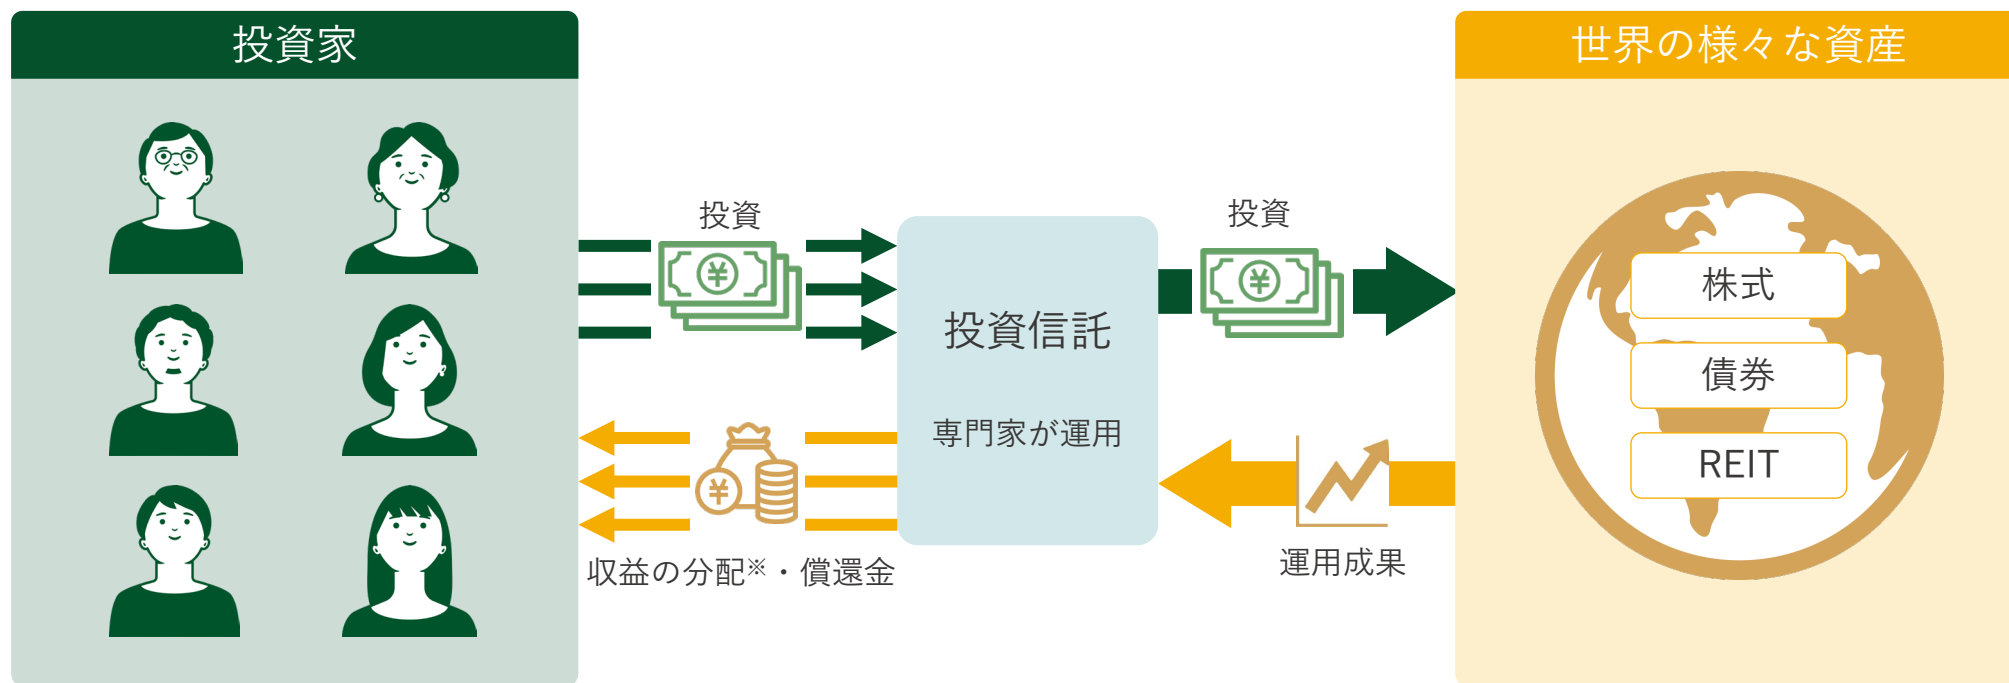 投資家
世界の様々な資産
投資
¥
投資
¥
投資信託
専門家が運用
株式
債券
REIT
¥
収益の分配※・償還金
運用成果